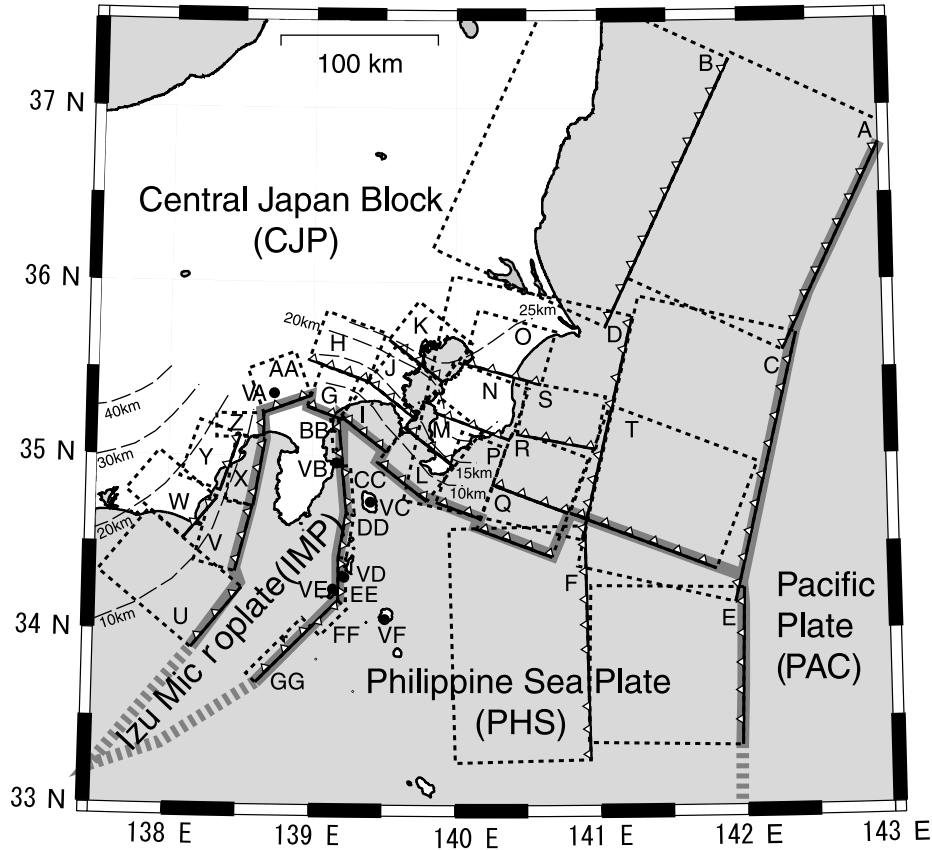 B
100 km
37 N
A
Central Japan Block
(CJP)
36 N
20km
K
25km
H
O
D
J
C
AA
40km
VA
G
N
S
I
Z
BB
M
T
35 N
Y
P
R
30km
VB
15km
X
CC
L
10km
W
VC
Q
20km
DD
V
VD
F
VE
EE
Pacific
10km
U
E
Plate
34 N
FF
VF
(PAC)
Izu Mic roplate(IMP)
GG
Philippine Sea Plate
(PHS)
33 N
138 E
139 E
140 E
141 E
142 E
143 E